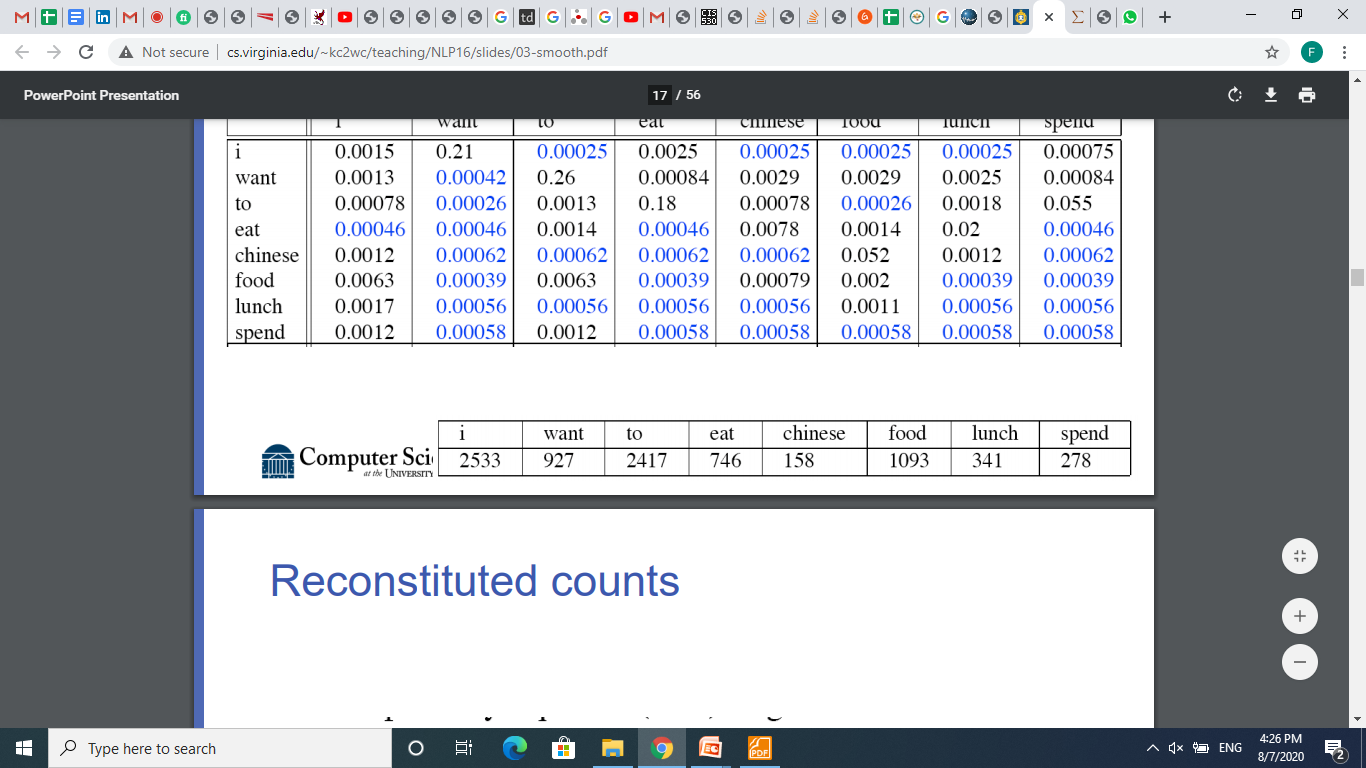 Not secure cs.virginia.edu/~kc2wc/teaching/NLP16/slides/03-smooth.pdf
PowerPoint Presentation 17 / 56
want to eat chinese food lunch spend
i 0.0015 0.21 0.00025 0.0025 0.00025 0.00025 0.00025 0.00075
want 0.0013 0.00042 0.26 0.00084 0.0029 0.0029 0.0025 0.00084
to 0.00078 0.00026 0.0013 0.18 0.00078 0.00026 0.0018 0.055
eat 0.00046 0.00046 0.0014 0.00046 0.0078 0.0014 0.02 0.00046
chinese 0.0012 0.00062 0.00062 0.00062 0.00062 0.052 0.0012 0.00062
food 0.0063 0.00039 0.0063 0.00039 0.00079 0.002 0.00039 0.00039
lunch 0.0017 0.00056 0.00056 0.00056 0.00056 0.0011 0.00056 0.00056
spend 0.0012 0.00058 0.0012 0.00058 0.00058 0.00058 0.00058 0.00058
i want to eat chinese food lunch spend
2533 927 2417 746 158 1093 341 278
Computer Sci
at the UNIVERSITY
Reconstituted counts
Type here to search
ENG
4:26 PM
8/7/2020
2